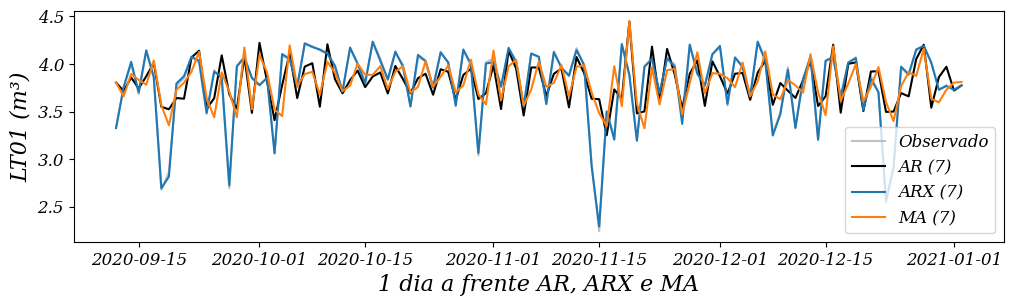 4.5
4.0
3.5
3.0
2.5
LT01 (m³)
Observado
AR (7)
ARX (7)
MA (7)
2020-09-15 2020-10-01 2020-10-15 2020-11-01 2020-11-15 2020-12-01 2020-12-15 2021-01-01
1 dia a frente AR, ARX e MA